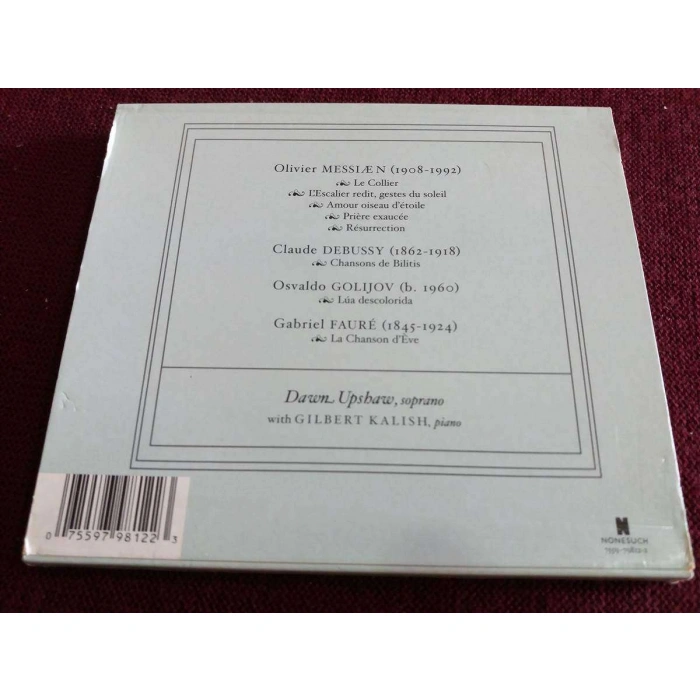 Olivier MESSIÆN (1908-1992)
Le Collier
L'Escalier redit, gestes du soleil
Amour oiseau d'étoile
Prière exaucée
Résurrection
Claude DEBUSSY (1862-1918)
Chansons de Bilitis
Osvaldo GOLIJOV (b. 1960)
Lúa descolorida
Gabriel FAURÉ (1845-1924)
La Chanson d'Ève
Dawn Upshaw, soprano
with GILBERT KALISH, piano
0 75597 98122 3
N
NONESUCH